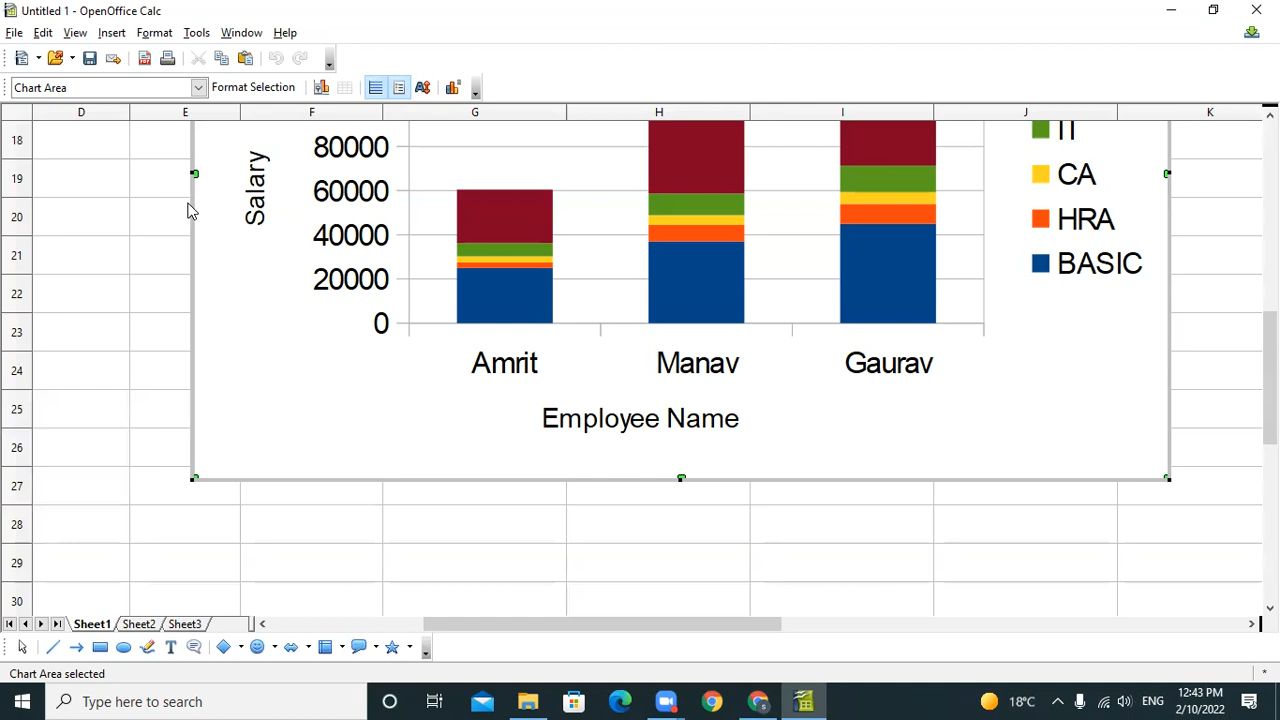 Untitled 1 - OpenOffice Calc
File Edit View Insert Format Tools Window Help
Chart Area Format Selection
D E F G H I J K
18
19
20
21
22
23
24
25
26
27
28
29
30
Salary
80000
60000
40000
20000
0
Amrit Manav Gaurav
Employee Name
IT
CA
HRA
BASIC
Sheet1 Sheet2 Sheet3
Chart Area selected
Type here to search
18°C ENG
12:43 PM
2/10/2022